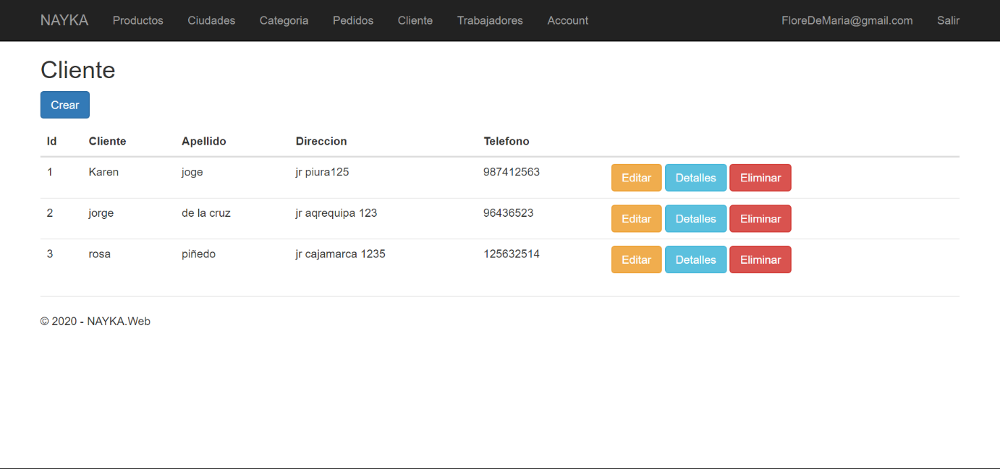 NAYKA Productos Ciudades Categoria Pedidos Cliente Trabajadores Account FloreDeMaria@gmail.com Salir
Cliente
Crear
Id Cliente Apellido Direccion Telefono
1 Karen joge jr piura125 987412563 Editar Detalles Eliminar
2 jorge de la cruz jr aqrequipa 123 96436523 Editar Detalles Eliminar
3 rosa piñedo jr cajamarca 1235 125632514 Editar Detalles Eliminar
© 2020 - NAYKA.Web